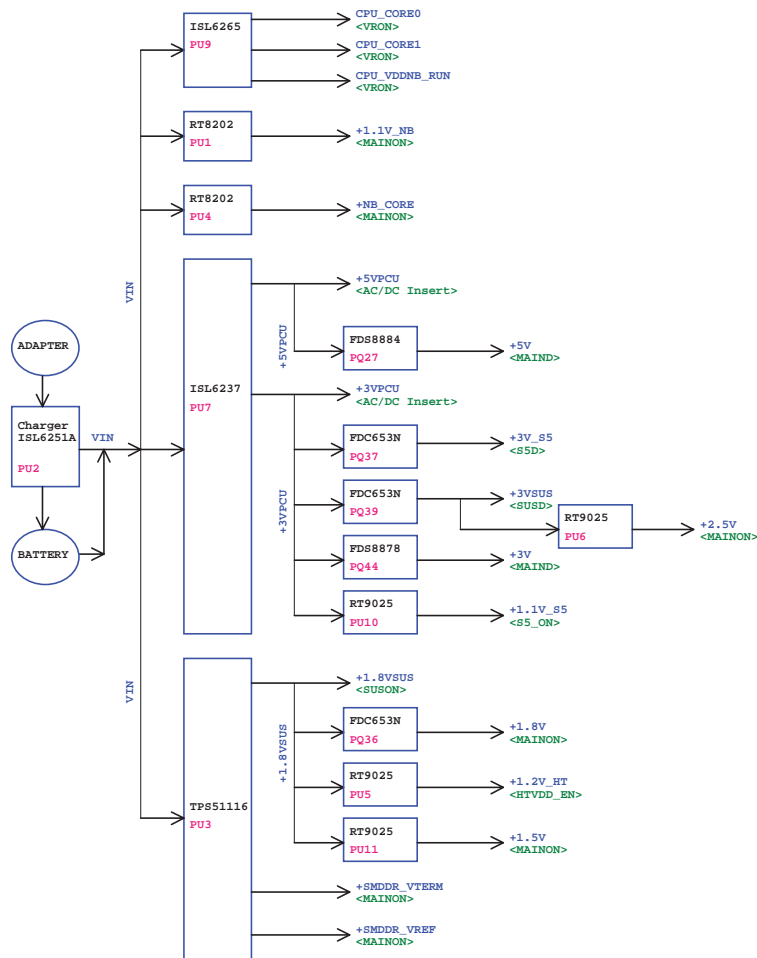 ISL6265
PU9
CPU_CORE0
<VRON>
CPU_CORE1
<VRON>
CPU_VDDNB_RUN
<VRON>
RT8202
PU1
+1.1V_NB
<MAINON>
RT8202
PU4
+NB_CORE
<MAINON>
VIN
ISL6237
PU7
+5VPCU
<AC/DC Insert>
+5VPCU
FDS8884
PQ27
+5V
<MAIND>
+3VPCU
<AC/DC Insert>
ADAPTER
Charger
ISL6251A
PU2
VIN
BATTERY
+3VPCU
FDC653N
PQ37
+3V_S5
<S5D>
FDC653N
PQ39
+3VSUS
<SUSD>
RT9025
PU6
+2.5V
<MAINON>
FDS8878
PQ44
+3V
<MAIND>
RT9025
PU10
+1.1V_S5
<S5_ON>
VIN
TPS51116
PU3
+1.8VSUS
<SUSON>
+1.8VSUS
FDC653N
PQ36
+1.8V
<MAINON>
RT9025
PU5
+1.2V_HT
<HTVDD_EN>
RT9025
PU11
+1.5V
<MAINON>
+SMDDR_VTERM
<MAINON>
+SMDDR_VREF
<MAINON>